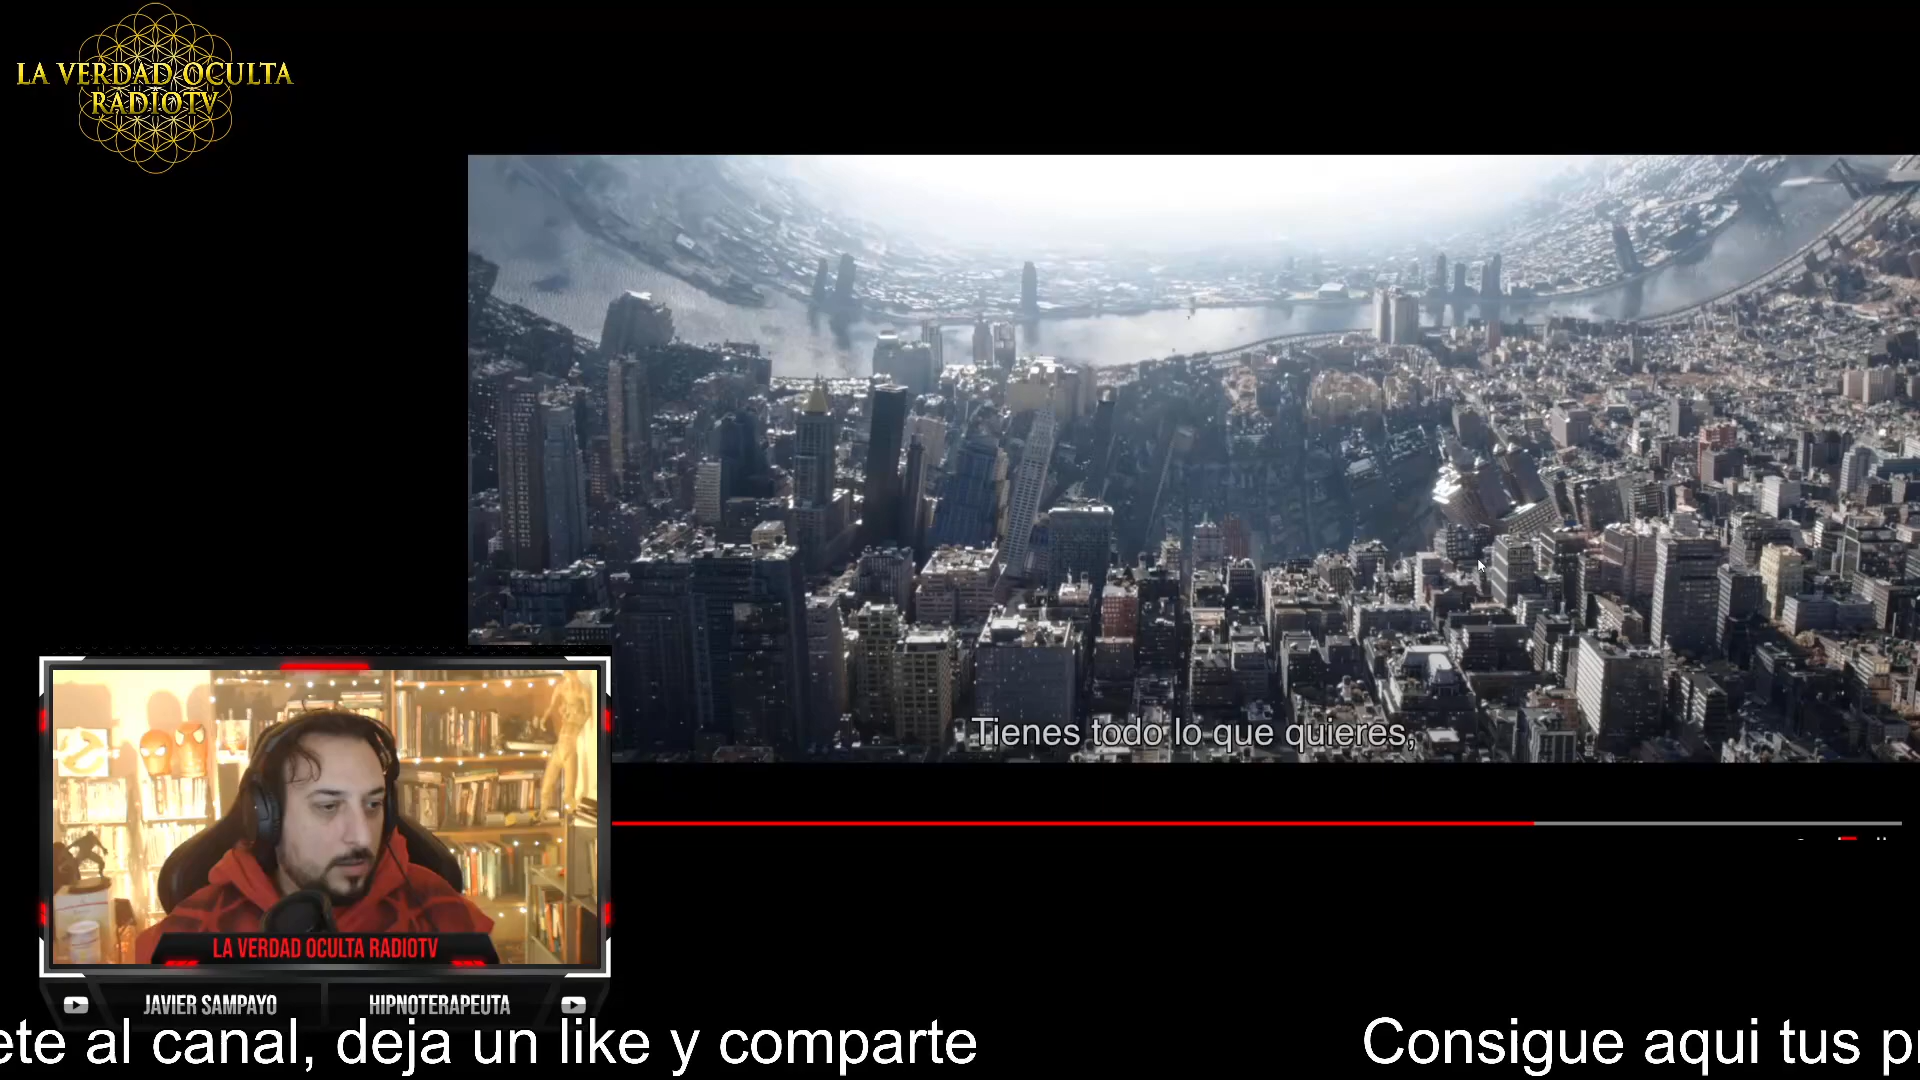 LA VERDAD OCULTA
RADIOTV
Tienes todo lo que quieres,
LA VERDAD OCULTA RADIOTV
JAVIER SAMPAYO
HIPNOTERAPEUTA
ete al canal, deja un like y comparte
Consigue aqui tus pr